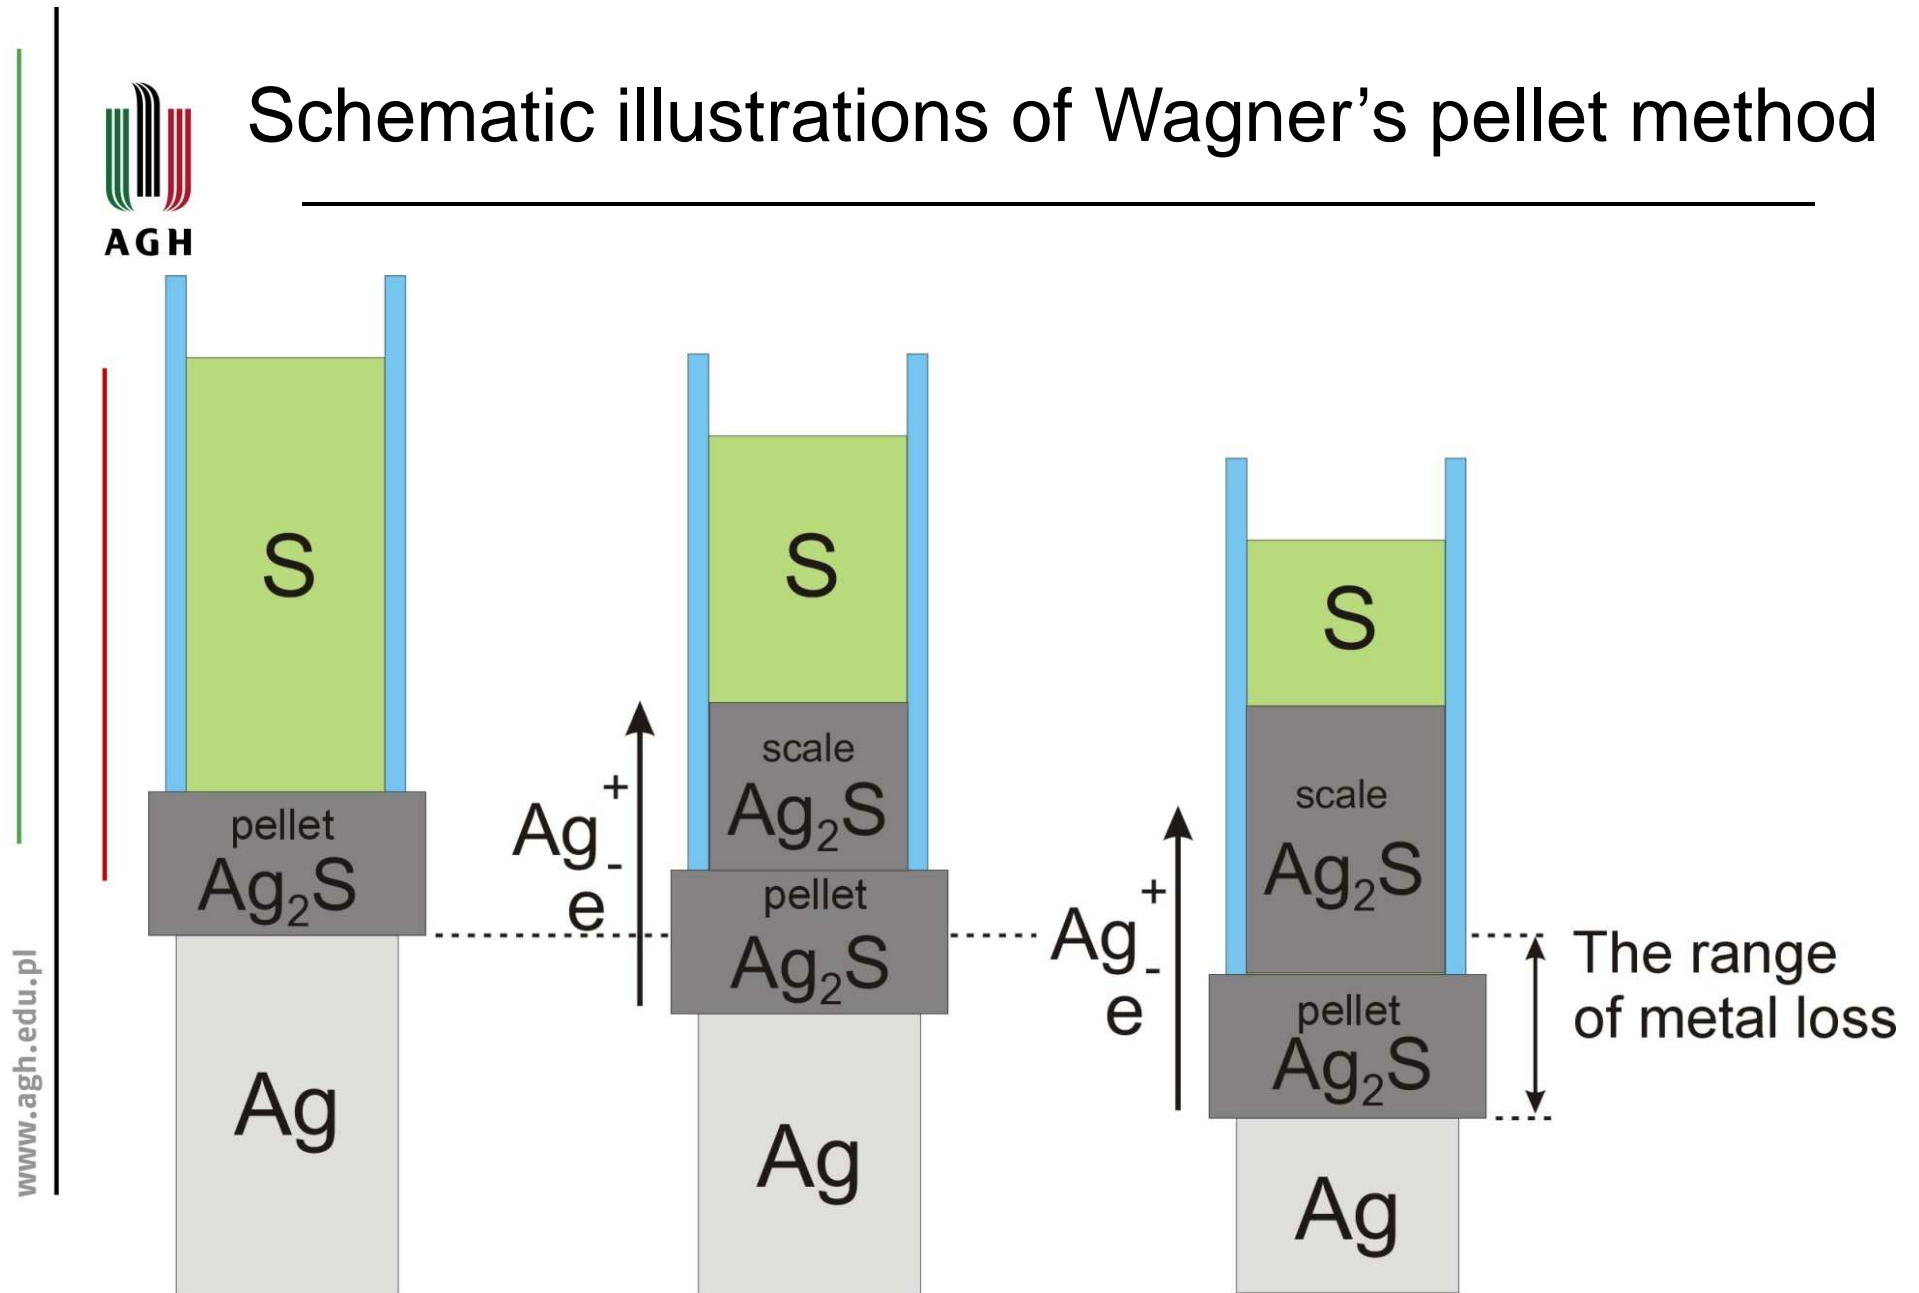 Schematic illustrations of Wagner’s pellet method
AGH
www.agh.edu.pl
S
pellet
Ag₂S
Ag
S
scale
Ag₂S
Ag⁺
e⁻
pellet
Ag₂S
Ag
S
scale
Ag₂S
Ag⁺
e⁻
pellet
Ag₂S
Ag
The range
of metal loss